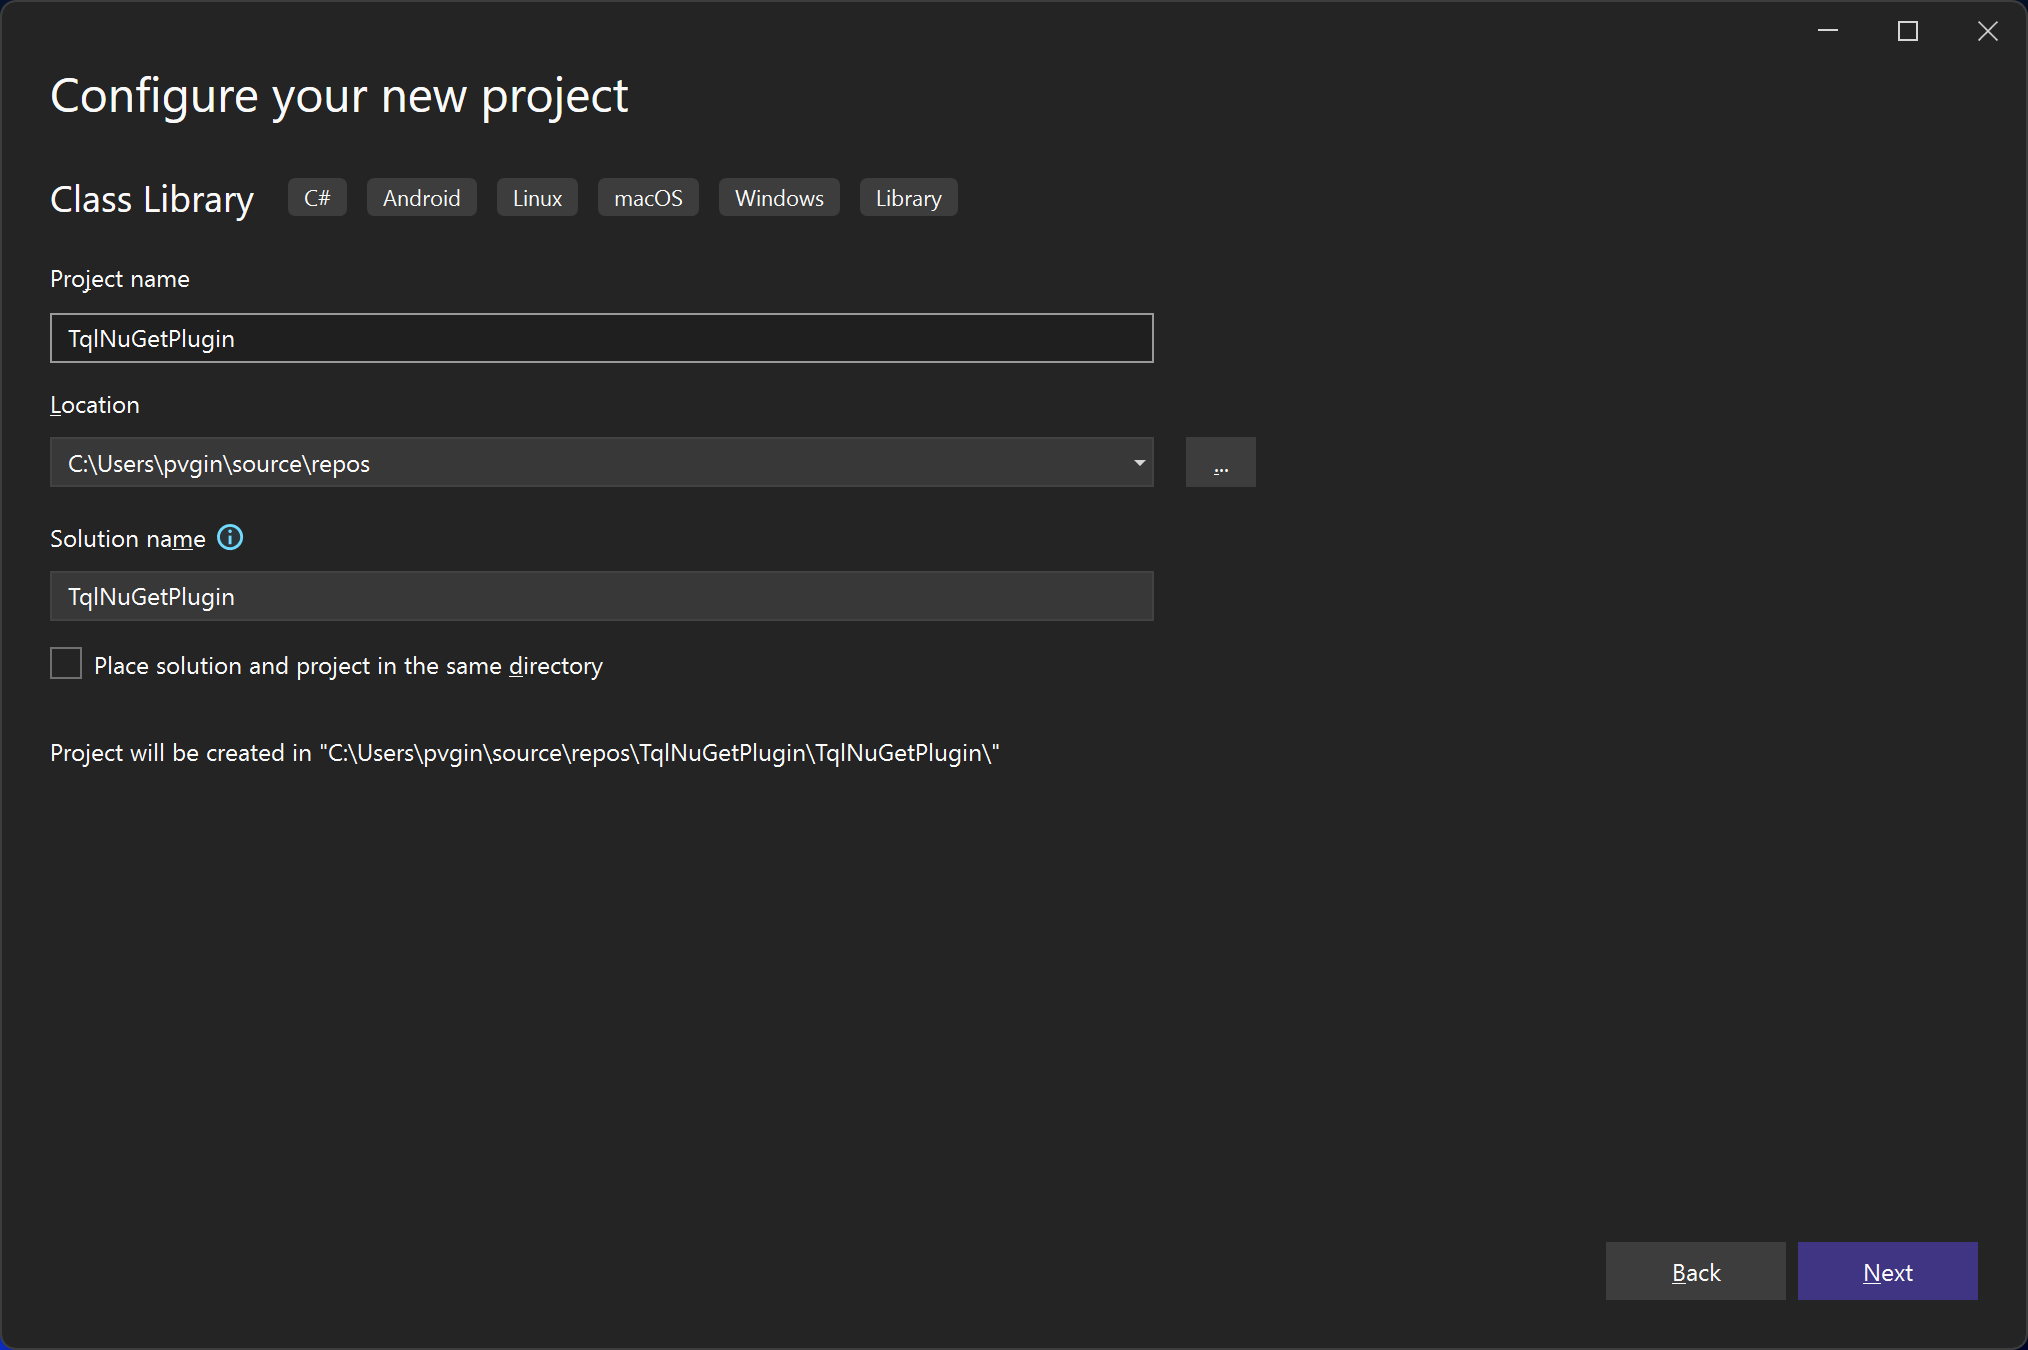 Configure your new project
Class Library C# Android Linux macOS Windows Library
Project name
TqlNuGetPlugin
Location
C:\Users\pvgin\source\repos
...
Solution name
TqlNuGetPlugin
Place solution and project in the same directory
Project will be created in "C:\Users\pvgin\source\repos\TqlNuGetPlugin\TqlNuGetPlugin\"
Back Next